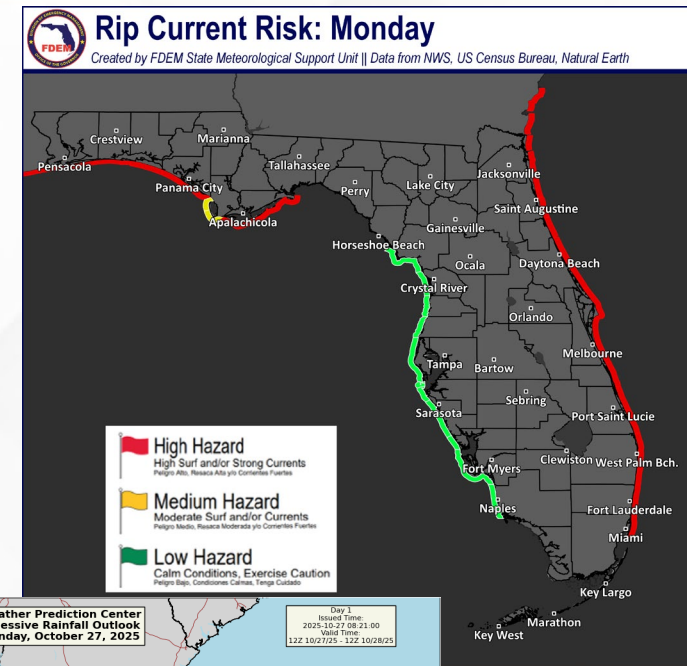 Rip Current Risk: Monday
Created by FDEM State Meteorological Support Unit || Data from NWS, US Census Bureau, Natural Earth
FDEM
Crestview
Marianna
Pensacola
Tallahassee
Panama City
Perry
Lake City
Jacksonville
Apalachicola
Saint Augustine
Gainesville
Horseshoe Beach
Ocala
Daytona Beach
Crystal River
Orlando
Melbourne
Tampa
Bartow
Sebring
Sarasota
Port Saint Lucie
Clewiston
West Palm Bch.
Fort Myers
Naples
Fort Lauderdale
Miami
Key Largo
Marathon
Key West
High Hazard
High Surf and/or Strong Currents
Peligro Alto, Resaca Alta y/o Corrientes Fuertes
Medium Hazard
Moderate Surf and/or Currents
Peligro Medio, Resaca Moderada y/o Corrientes Fuertes
Low Hazard
Calm Conditions, Exercise Caution
Peligro Bajo, Condiciones Calmas, Tenga Cuidado
ather Prediction Center
essive Rainfall Outlook
nday, October 27, 2025
Day 1
Issued Time:
2025-10-27 08:21:00
Valid Time:
12Z 10/27/25 - 12Z 10/28/25